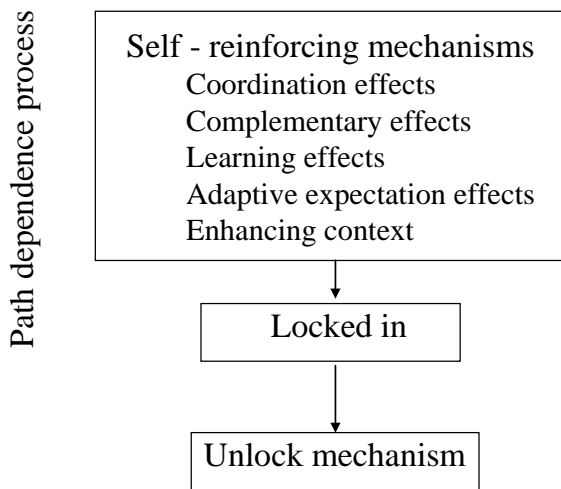 Path dependence process
Self - reinforcing mechanisms
Coordination effects
Complementary effects
Learning effects
Adaptive expectation effects
Enhancing context
Locked in
Unlock mechanism